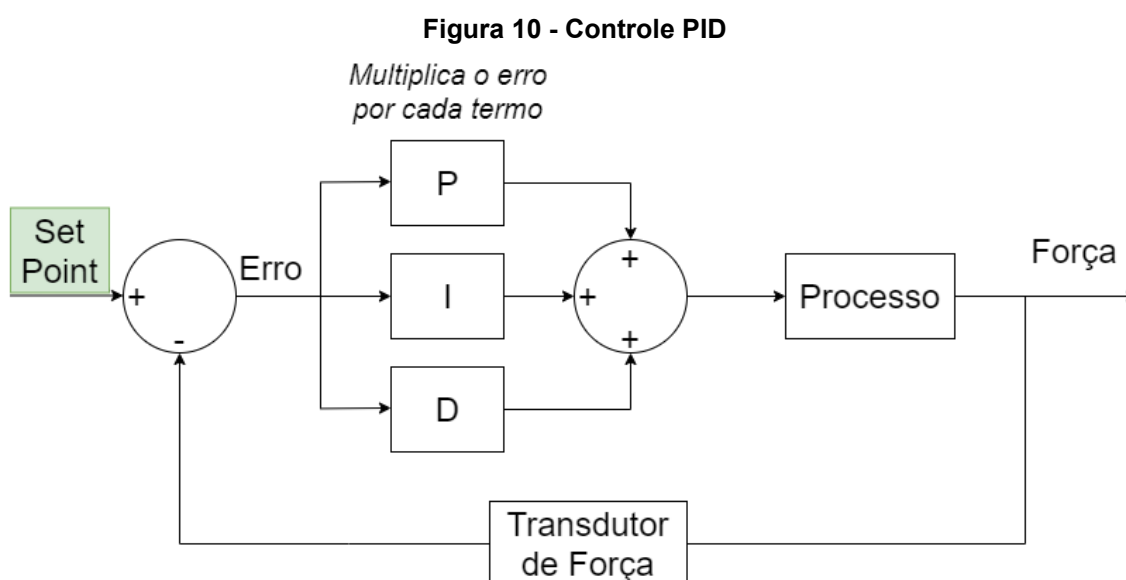 Figura 10 - Controle PID
Multiplica o erro
por cada termo
P
Set
Point
Erro
+
-
I
+
+
+
Processo
Força
D
Transdutor
de Força